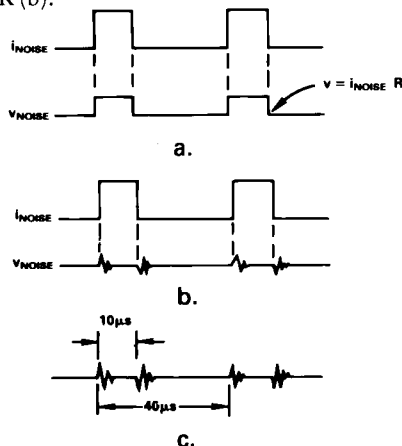 R (b).
iNOISE
vNOISE
v = iNOISE R
a.
iNOISE
vNOISE
b.
10μs
40μs
c.